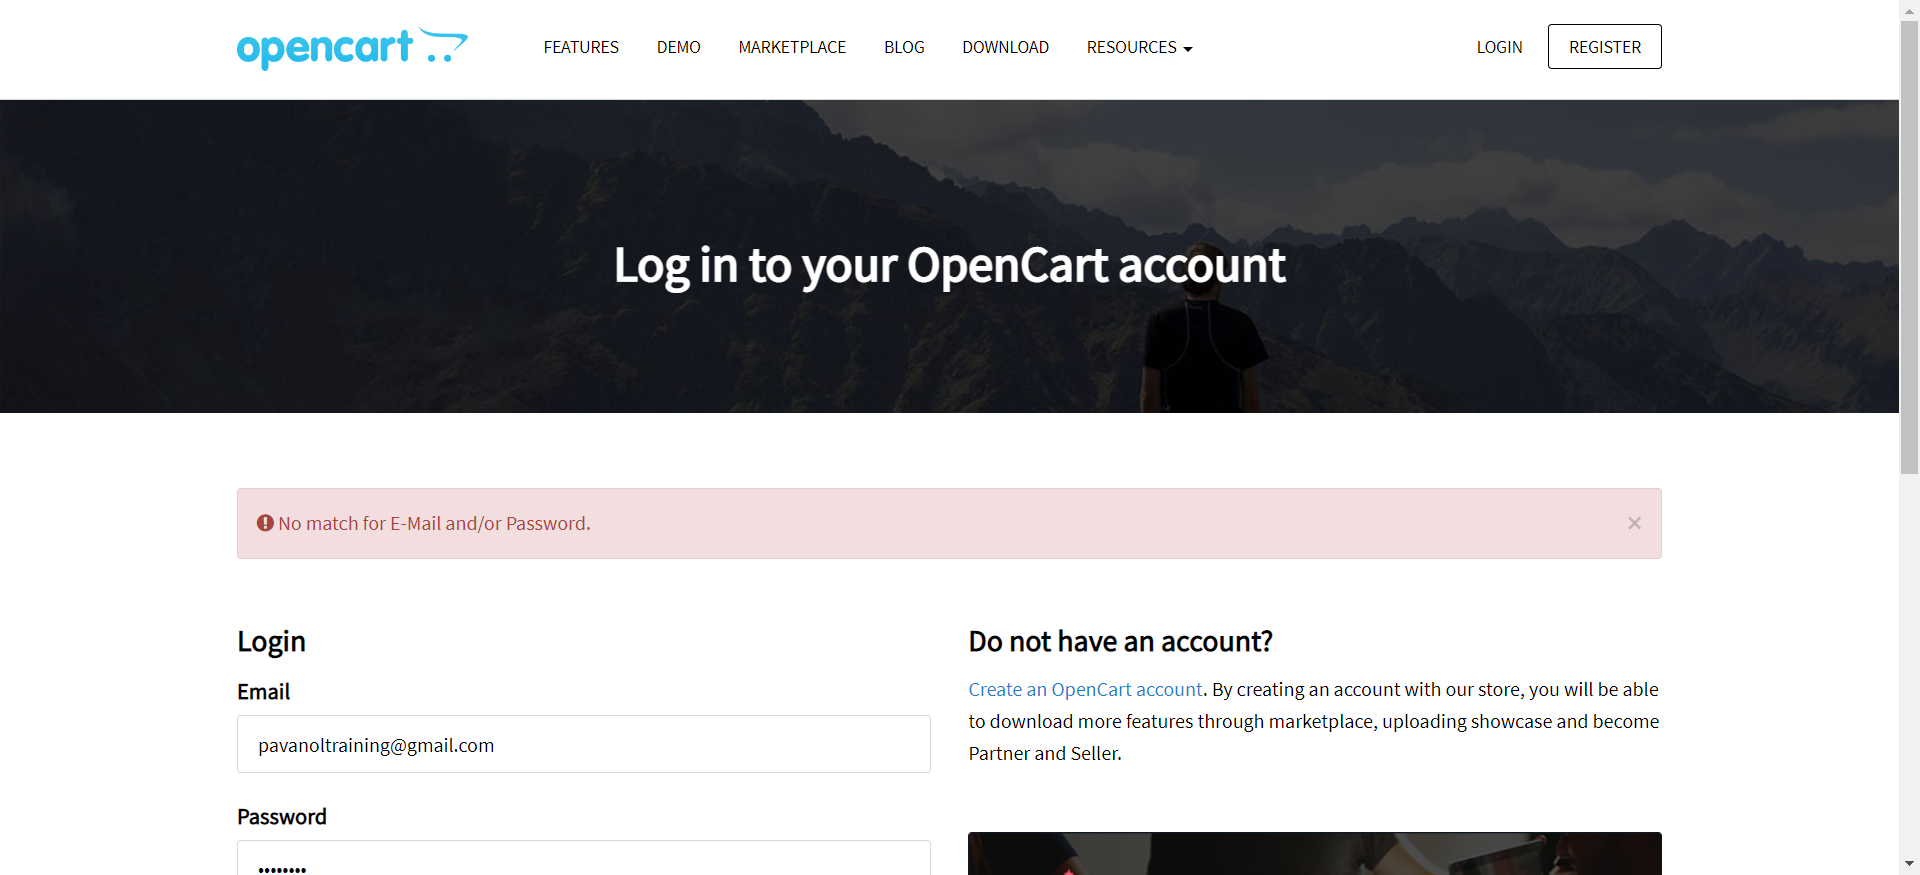 opencart
FEATURES
DEMO
MARKETPLACE
BLOG
DOWNLOAD
RESOURCES
LOGIN
REGISTER
Log in to your OpenCart account
No match for E-Mail and/or Password.
×
Login
Email
pavanoltraining@gmail.com
Password
••••••••
Do not have an account?
Create an OpenCart account. By creating an account with our store, you will be able
to download more features through marketplace, uploading showcase and become
Partner and Seller.